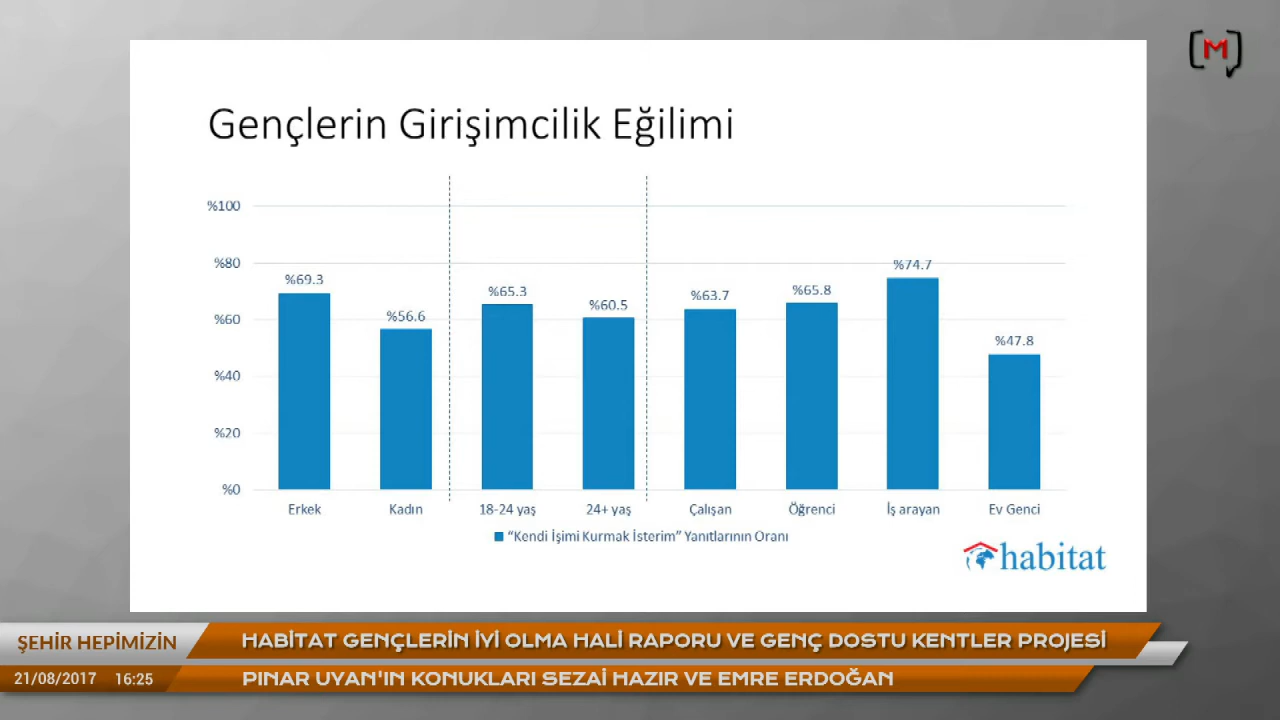 [M]
Gençlerin Girişimcilik Eğilimi
%100
%80
%60
%40
%20
%0
%69.3
%56.6
%65.3
%60.5
%63.7
%65.8
%74.7
%47.8
Erkek Kadın 18-24 yaş 24+ yaş Çalışan Öğrenci İş arayan Ev Genci
"Kendi İşimi Kurmak İsterim" Yanıtlarının Oranı
habitat
ŞEHİR HEPİMİZİN
HABİTAT GENÇLERİN İYİ OLMA HALİ RAPORU VE GENÇ DOSTU KENTLER PROJESİ
21/08/2017 16:25
PINAR UYAN'IN KONUKLARI SEZAİ HAZIR VE EMRE ERDOĞAN